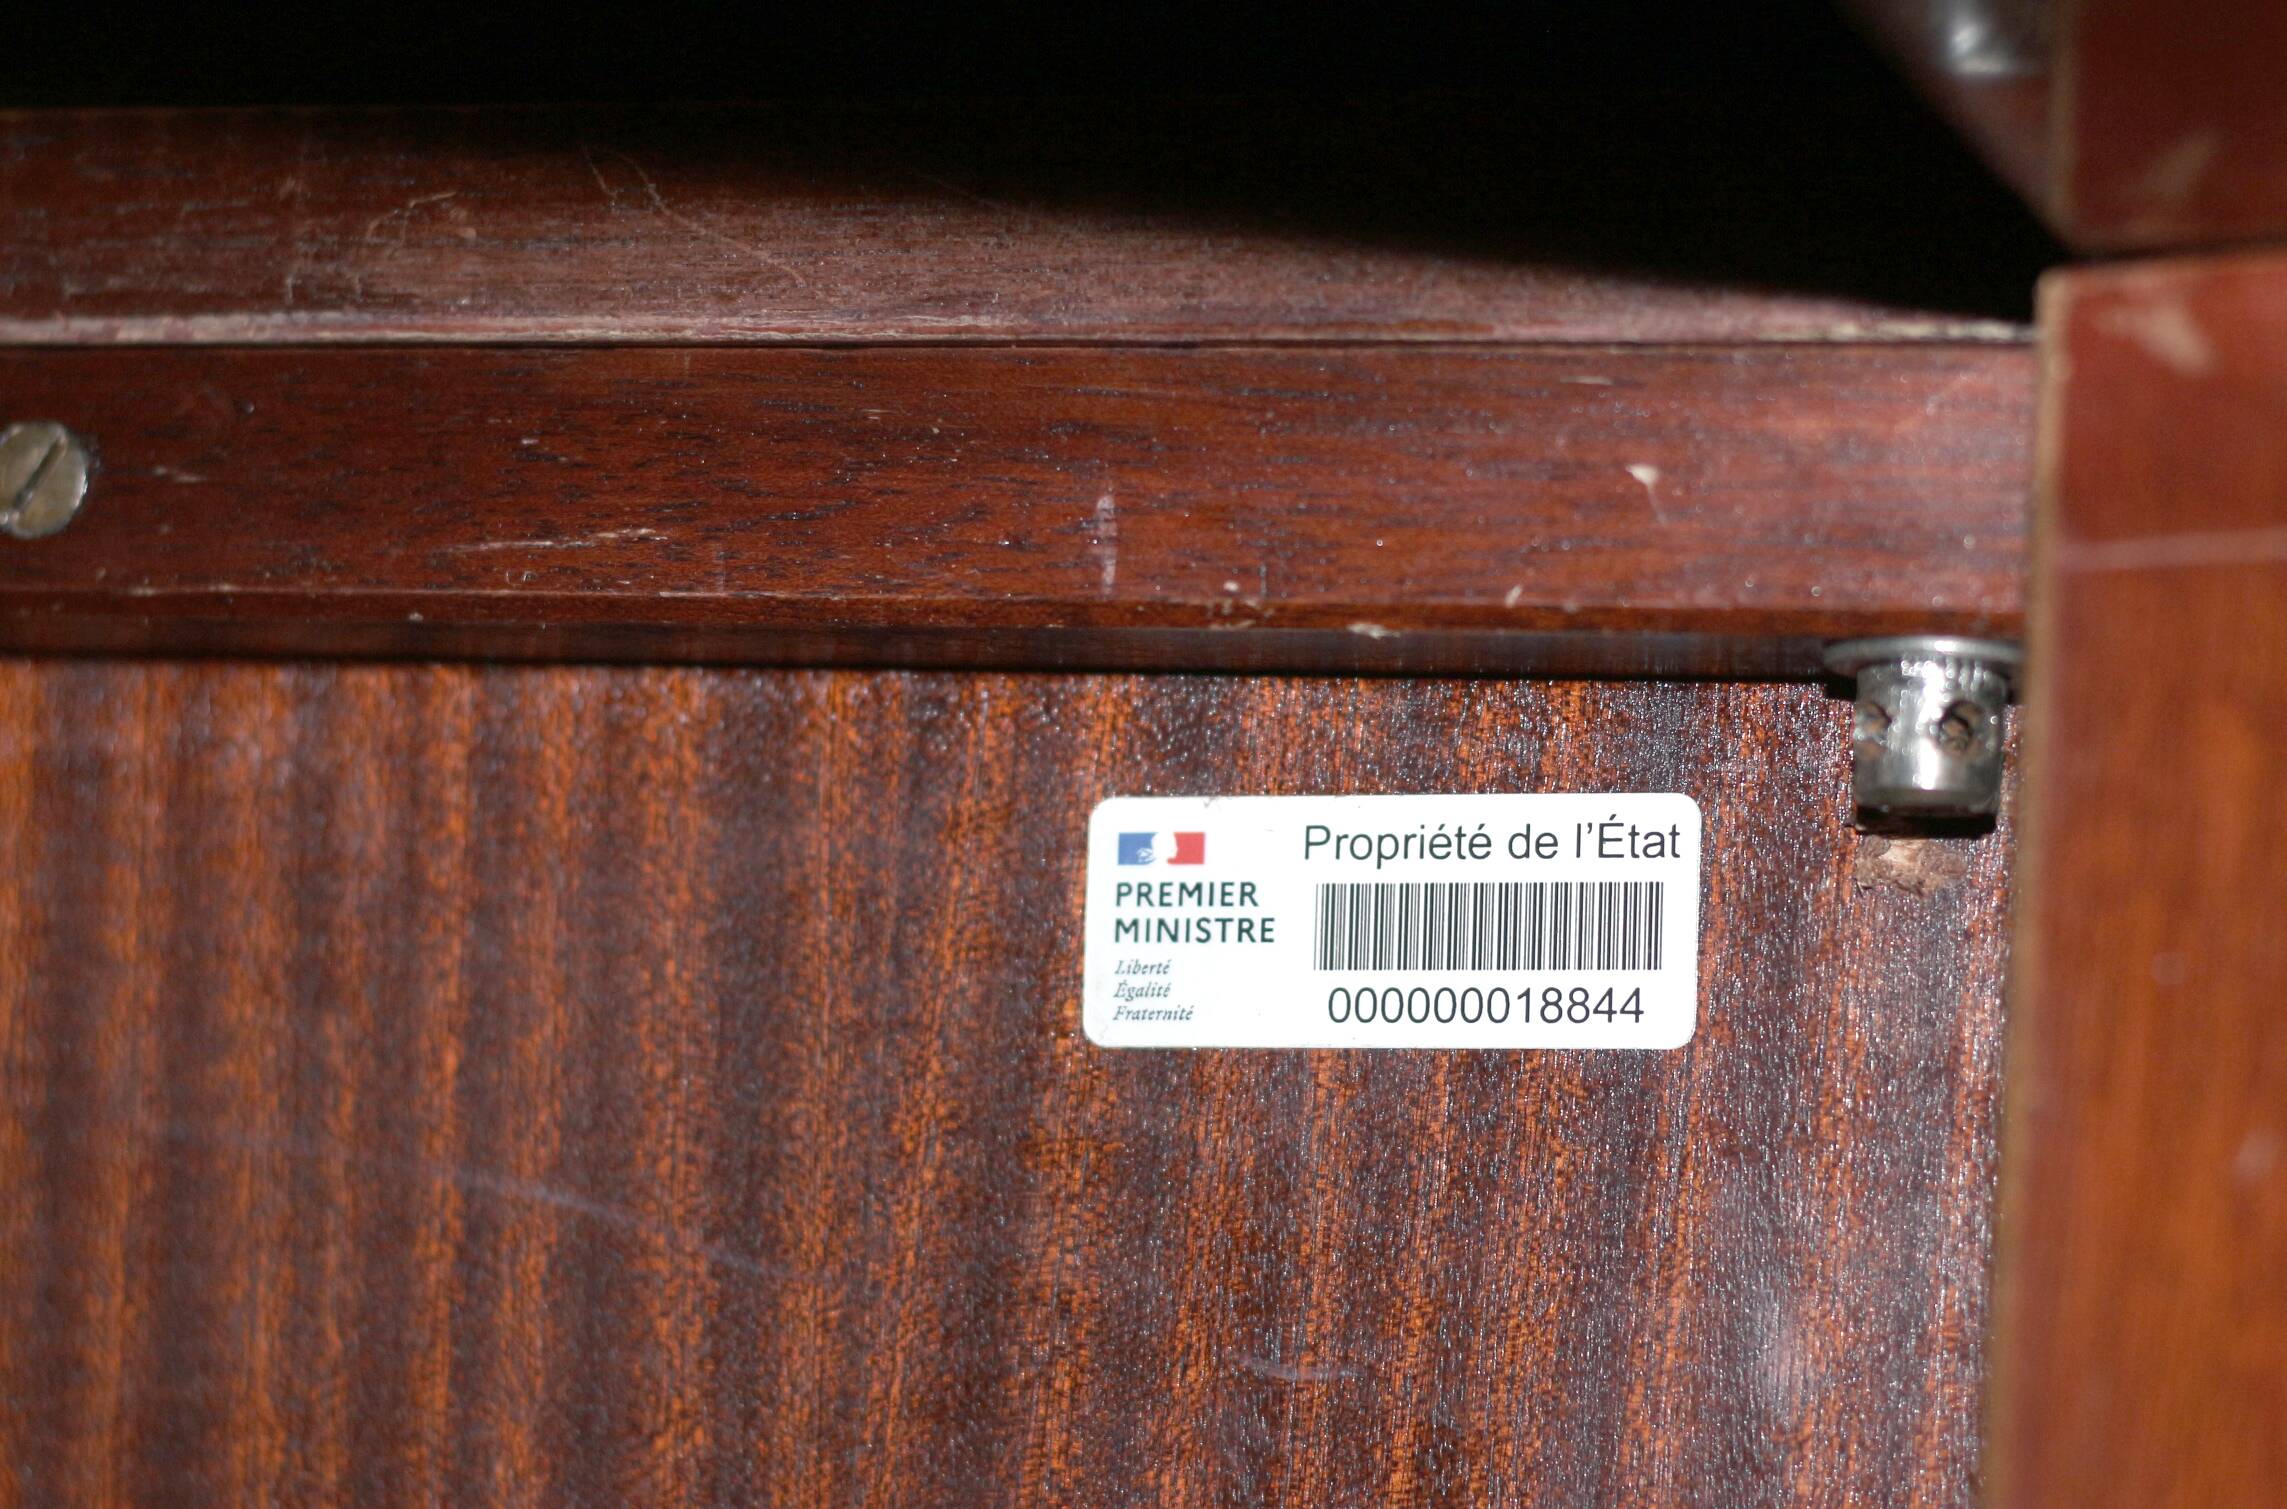 PREMIER
MINISTRE
Liberté
Égalité
Fraternité
Propriété de l’État
000000018844